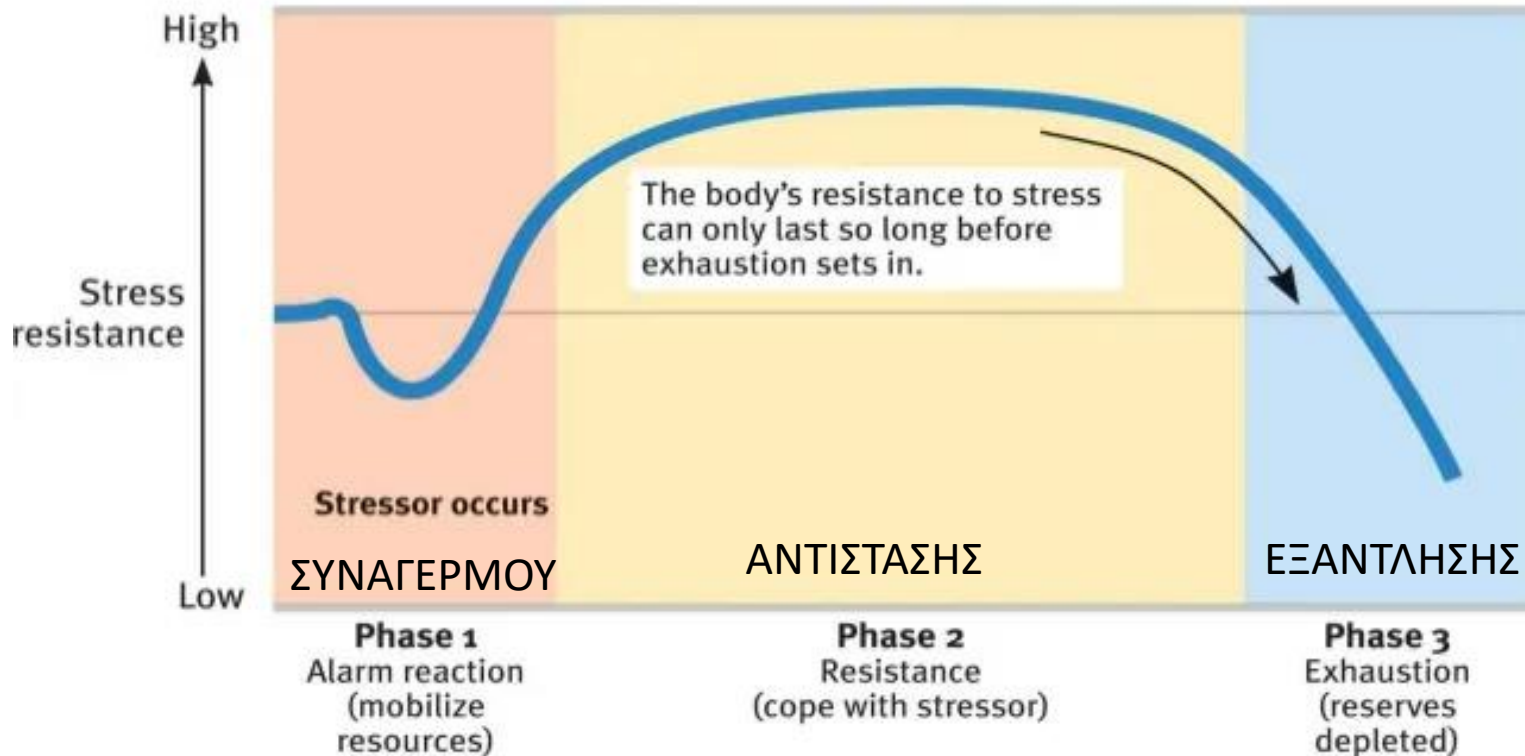 High
Stress
resistance
Low
The body's resistance to stress
can only last so long before
exhaustion sets in.
Stressor occurs
ΣΥΝΑΓΕΡΜΟΥ
ΑΝΤΙΣΤΑΣΗΣ
ΕΞΑΝΤΛΗΣΗΣ
Phase 1
Alarm reaction
(mobilize
resources)
Phase 2
Resistance
(cope with stressor)
Phase 3
Exhaustion
(reserves
depleted)